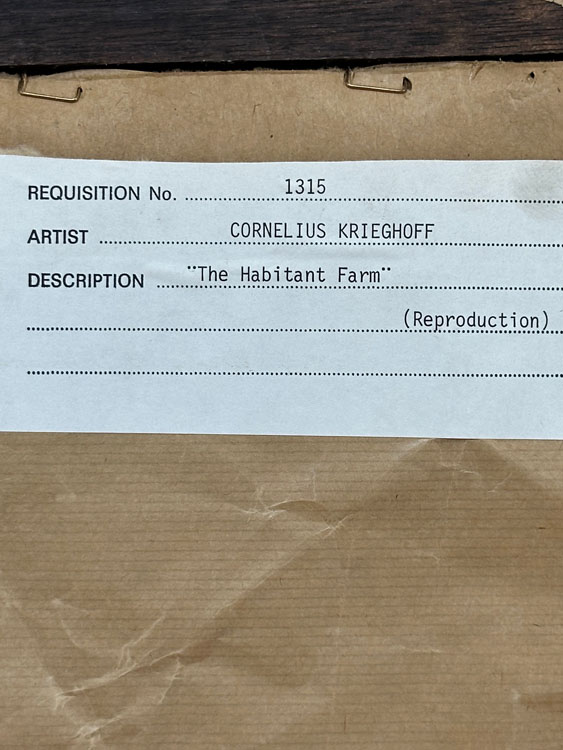 REQUISITION No. 1315
ARTIST CORNELIUS KRIEGHOFF
DESCRIPTION "The Habitant Farm"
(Reproduction)